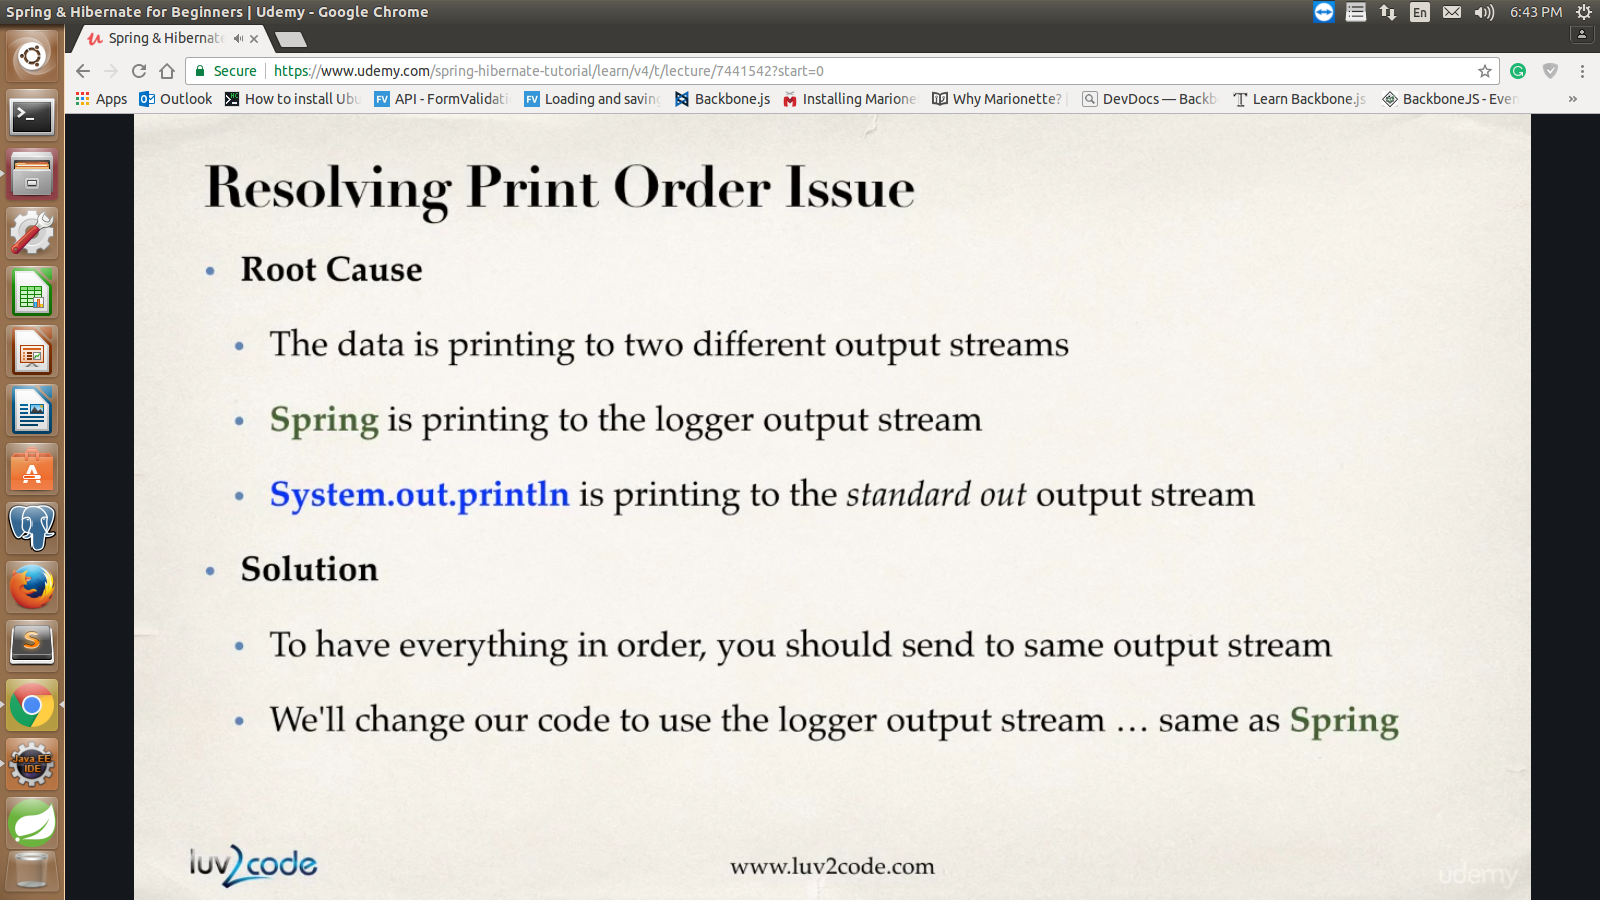 Spring & Hibernate for Beginners | Udemy - Google Chrome
En
6:43 PM
Spring & Hibernate
Secure
https://www.udemy.com/spring-hibernate-tutorial/learn/v4/t/lecture/7441542?start=0
Apps
Outlook
How to install Ubu
FV
API - FormValidati
FV
Loading and saving
Backbone.js
Installing Marione
Why Marionette?
DevDocs — Backb
Learn Backbone.js
BackboneJS - Even
»
Resolving Print Order Issue
• Root Cause
• The data is printing to two different output streams
• Spring is printing to the logger output stream
• System.out.println is printing to the standard out output stream
• Solution
• To have everything in order, you should send to same output stream
• We'll change our code to use the logger output stream … same as Spring
Java EE
IDE
luv2code
www.luv2code.com
udemy